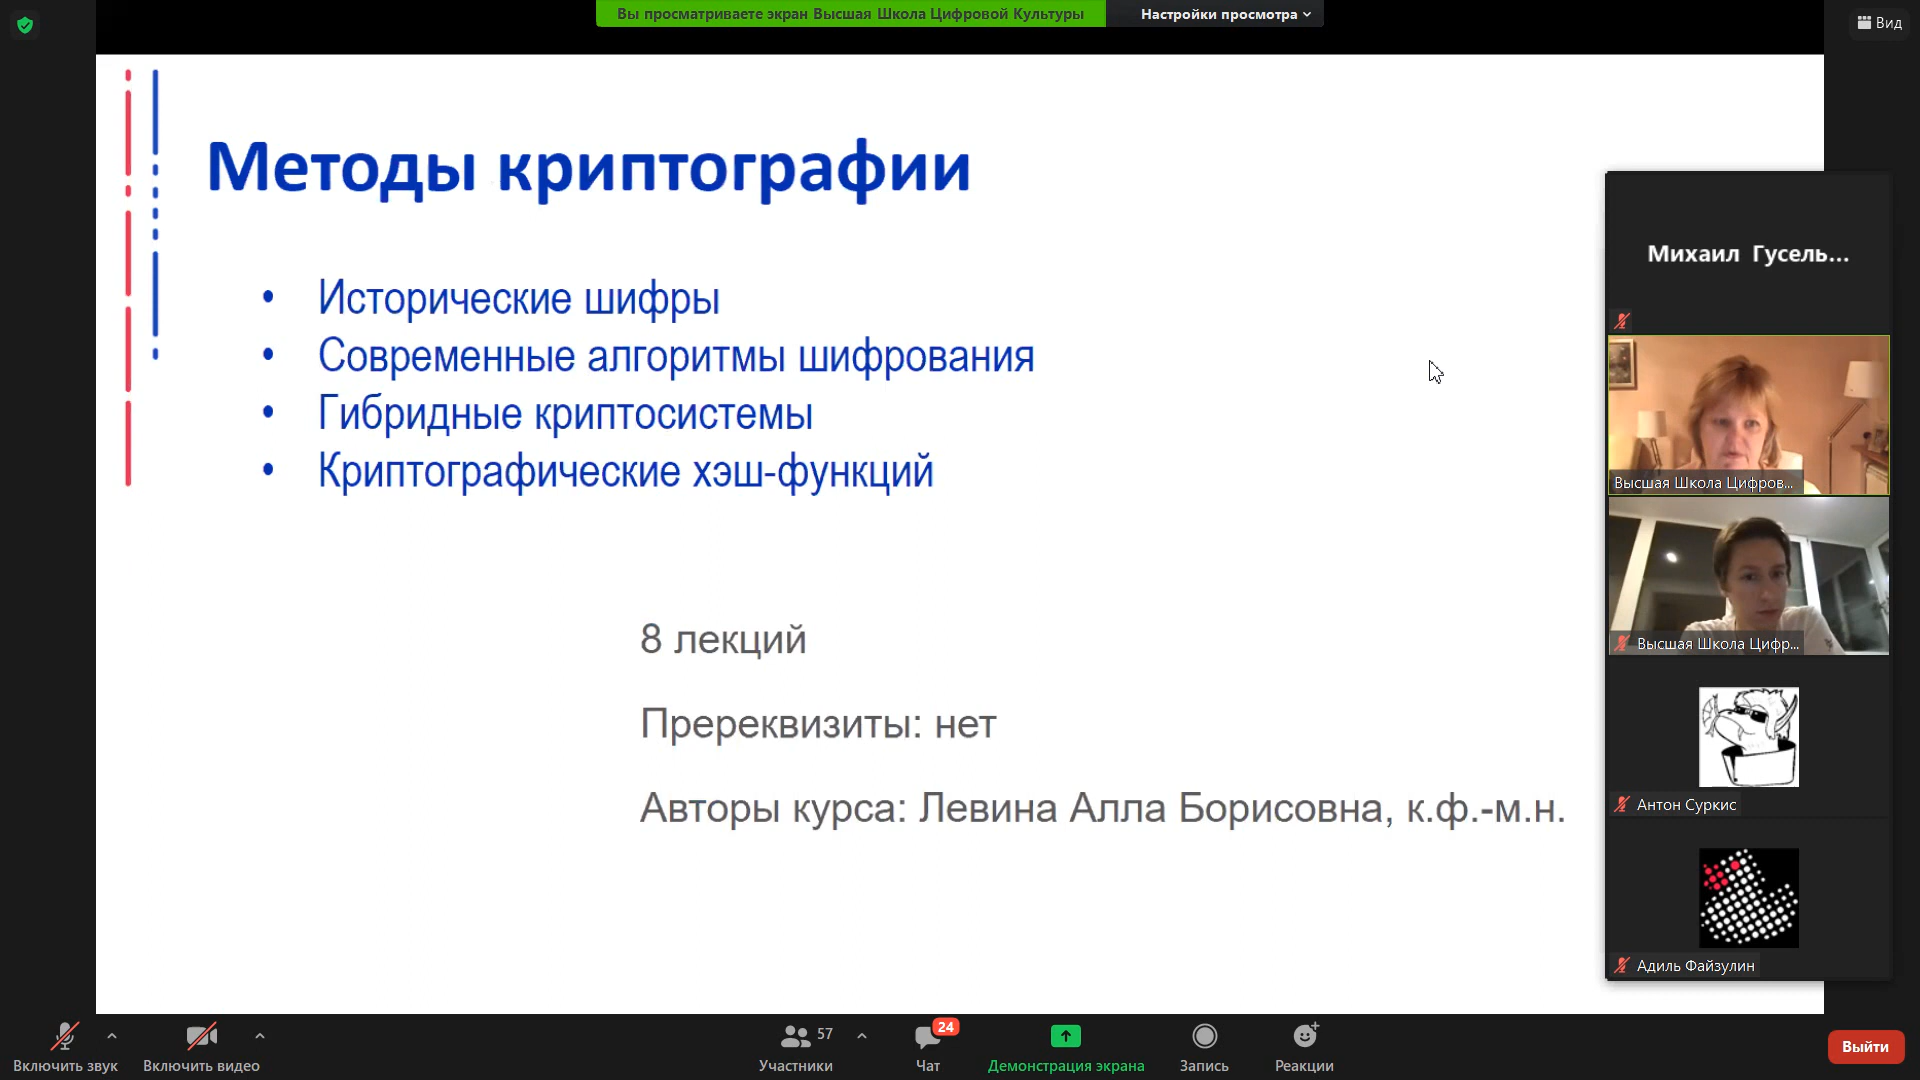 Вы просматриваете экран Высшая Школа Цифровой Культуры
Настройки просмотра
Вид
Методы криптографии
• Исторические шифры
• Современные алгоритмы шифрования
• Гибридные криптосистемы
• Криптографические хэш-функций
8 лекций
Пререквизиты: нет
Авторы курса: Левина Алла Борисовна, к.ф.-м.н.
Михаил Гусель...
Высшая Школа Цифров...
Высшая Школа Цифр...
Антон Суркис
Адиль Файзулин
Включить звук
Включить видео
57
Участники
24
Чат
Демонстрация экрана
Запись
Реакции
Выйти